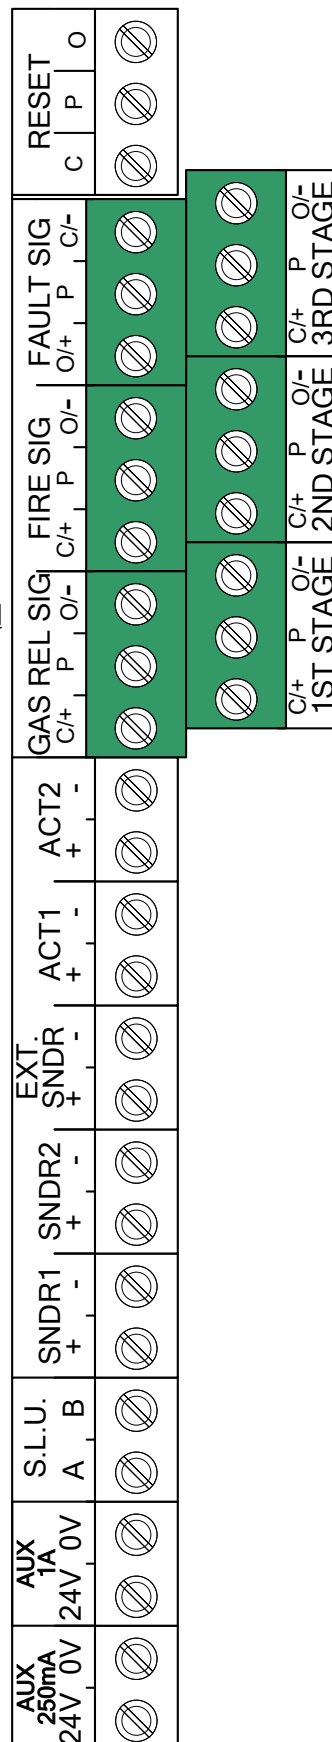 AUX
250mA
24V 0V
AUX
1A
24V 0V
S.L.U.
A B
SNDR1
+ -
SNDR2
+ -
EXT.
SNDR
+ -
ACT1
+ -
ACT2
+ -
GAS REL SIG
C/+ P O/-
FIRE SIG
C/+ P O/-
FAULT SIG
O/+ P C/-
RESET
C P O
C/+ P O/-
1ST STAGE
C/+ P O/-
2ND STAGE
C/+ P O/-
3RD STAGE